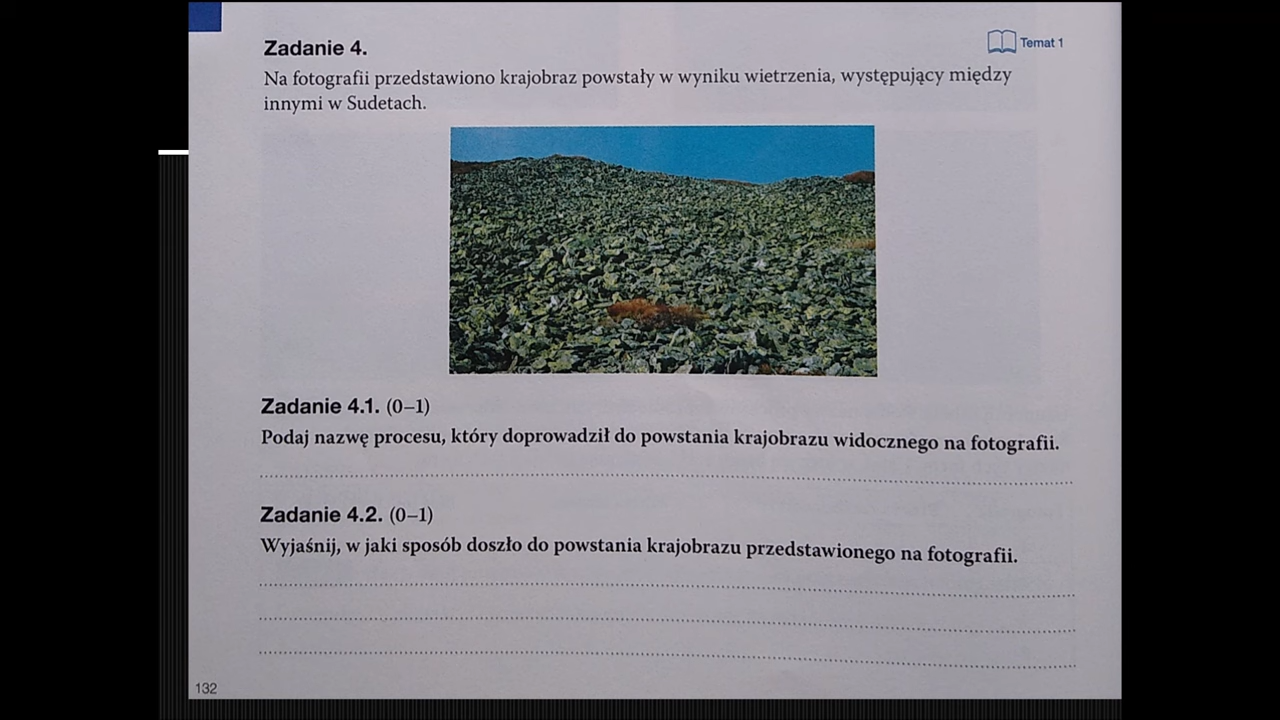 Zadanie 4.
Temat 1
Na fotografii przedstawiono krajobraz powstały w wyniku wietrzenia, występujący między
innymi w Sudetach.
Zadanie 4.1. (0–1)
Podaj nazwę procesu, który doprowadził do powstania krajobrazu widocznego na fotografii.
Zadanie 4.2. (0–1)
Wyjaśnij, w jaki sposób doszło do powstania krajobrazu przedstawionego na fotografii.
132